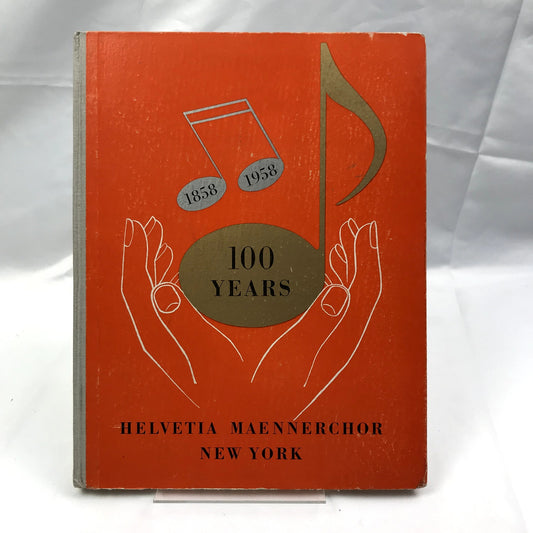 1858 1958
100
YEARS
HELVETIA MAENNERCHOR
NEW YORK